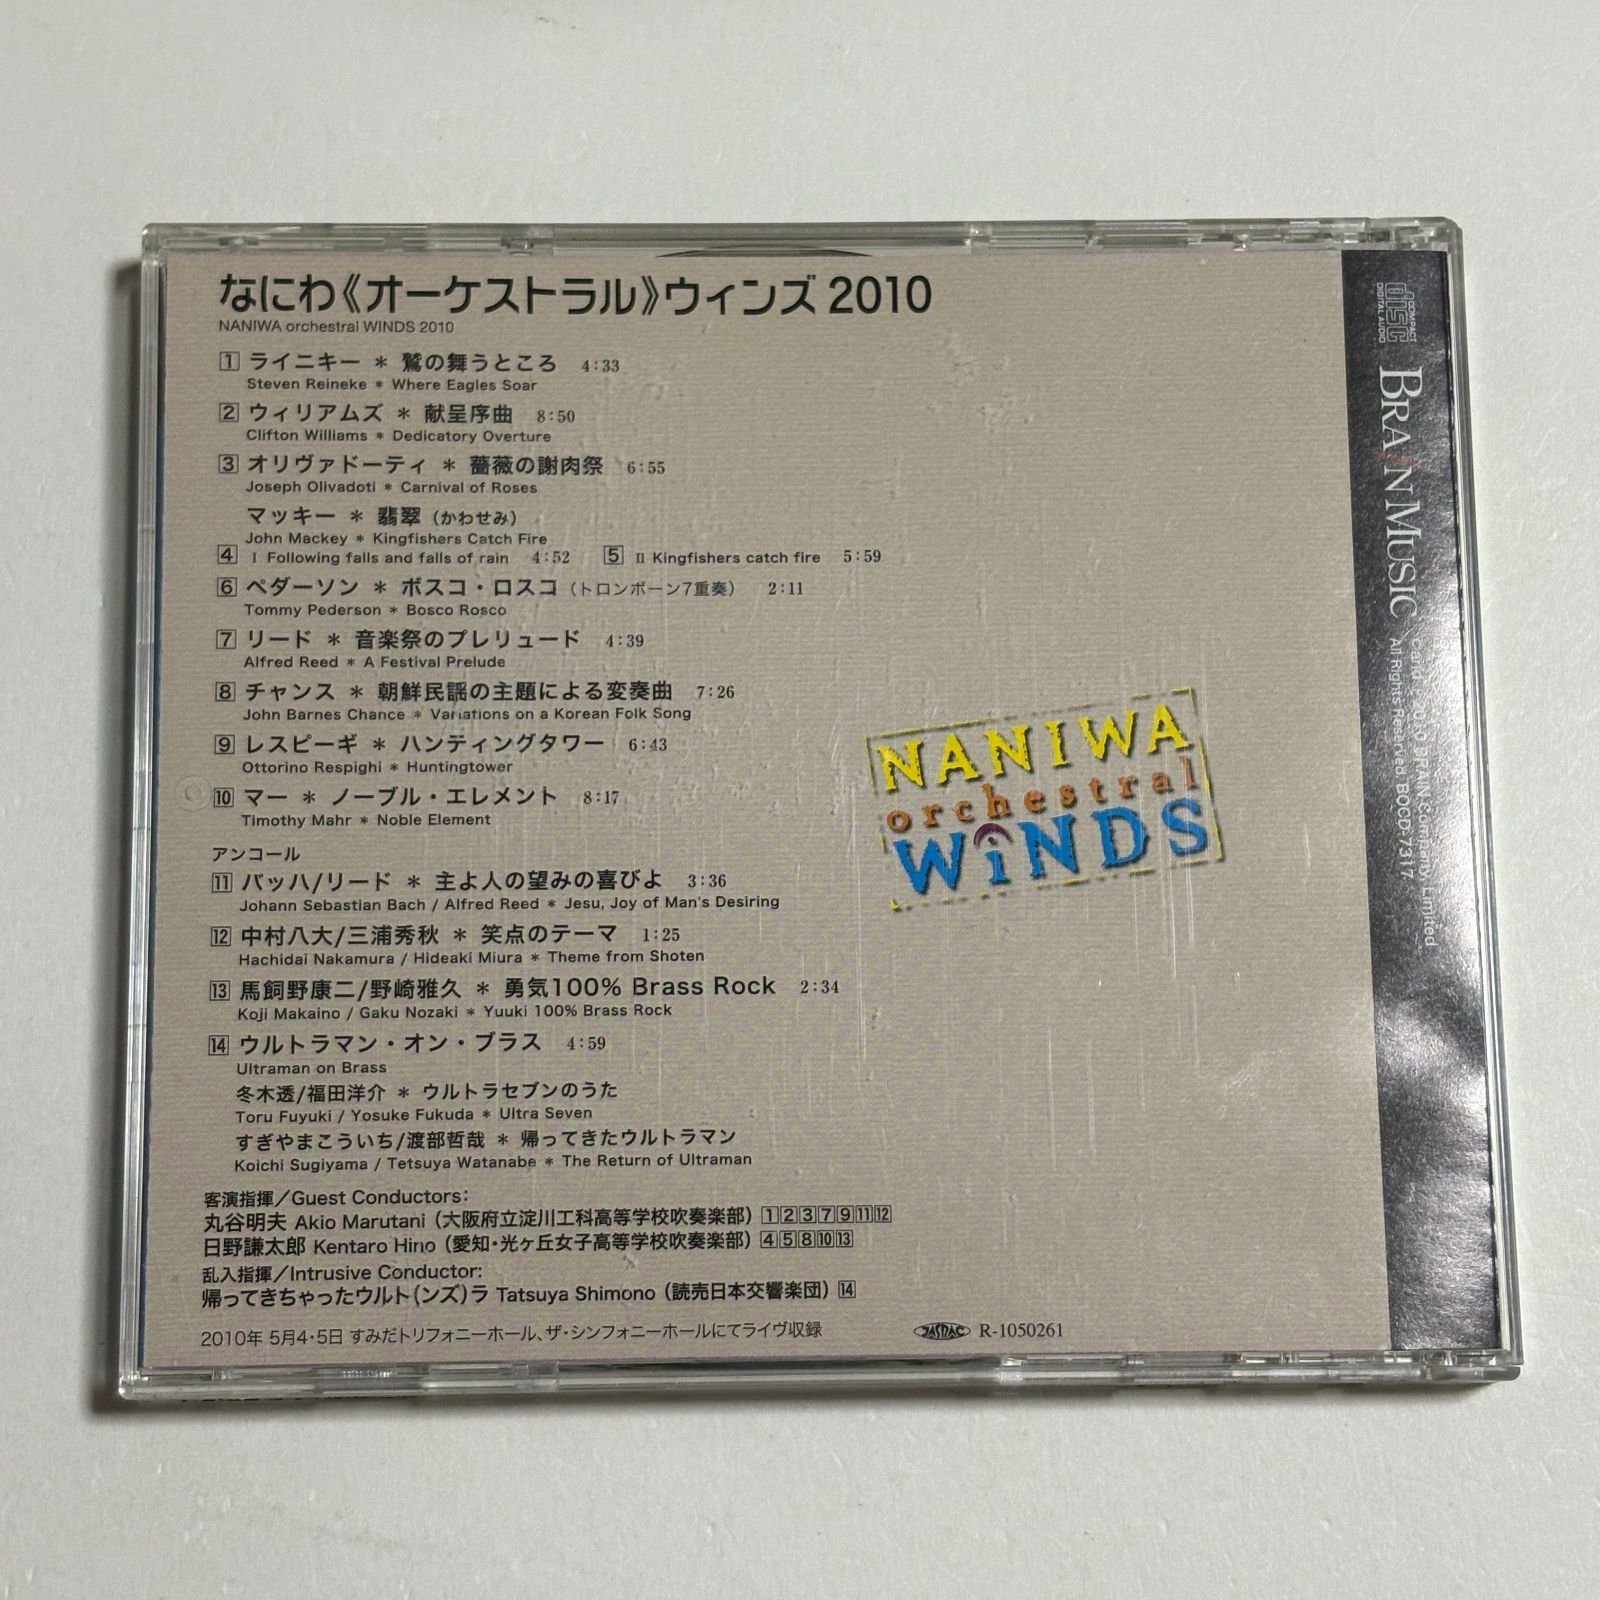 なにわ《オーケストラル》ウィンズ 2010
NANIWA orchestral WINDS 2010
1 ライニキー ＊ 鷲の舞うところ 4:33
Steven Reineke ＊ Where Eagles Soar
2 ウィリアムズ ＊ 献呈序曲 8:50
Clifton Williams ＊ Dedicatory Overture
3 オリヴァドーティ ＊ 薔薇の謝肉祭 6:55
Joseph Olivadoti ＊ Carnival of Roses
マッキー ＊ 翡翠（かわせみ）
John Mackey ＊ Kingfishers Catch Fire
4 Ⅰ Following falls and falls of rain 4:52 5 Ⅱ Kingfishers catch fire 5:59
6 ペダーソン ＊ ボスコ・ロスコ（トロンボーン7重奏） 2:11
Tommy Pederson ＊ Bosco Rosco
7 リード ＊ 音楽祭のプレリュード 4:39
Alfred Reed ＊ A Festival Prelude
8 チャンス ＊ 朝鮮民謡の主題による変奏曲 7:26
John Barnes Chance ＊ Variations on a Korean Folk Song
9 レスピーギ ＊ ハンティングタワー 6:43
Ottorino Respighi ＊ Huntingtower
10 マー ＊ ノーブル・エレメント 8:17
Timothy Mahr ＊ Noble Element
アンコール
11 バッハ/リード ＊ 主よ人の望みの喜びよ 3:36
Johann Sebastian Bach / Alfred Reed ＊ Jesu, Joy of Man's Desiring
12 中村八大/三浦秀秋 ＊ 笑点のテーマ 1:25
Hachidai Nakamura / Hideaki Miura ＊ Theme from Shoten
13 馬飼野康二/野崎雅久 ＊ 勇気100% Brass Rock 2:34
Koji Makaino / Gaku Nozaki ＊ Yuuki 100% Brass Rock
14 ウルトラマン・オン・ブラス 4:59
Ultraman on Brass
冬木透/福田洋介 ＊ ウルトラセブンのうた
Toru Fuyuki / Yosuke Fukuda ＊ Ultra Seven
すぎやまこういち/渡部哲哉 ＊ 帰ってきたウルトラマン
Koichi Sugiyama / Tetsuya Watanabe ＊ The Return of Ultraman
客演指揮／Guest Conductors:
丸谷明夫 Akio Marutani（大阪府立淀川工科高等学校吹奏楽部）1 2 3 7 9 11 12
日野謙太郎 Kentaro Hino（愛知・光ヶ丘女子高等学校吹奏楽部）4 5 8 10 13
乱入指揮／Intrusive Conductor:
帰ってきちゃったウルト（ンズ）ラ Tatsuya Shimono（読売日本交響楽団）14
2010年 5月4・5日 すみだトリフォニーホール、ザ・シンフォニーホールにてライヴ収録
JASRAC R-1050261
NANIWA
orchestral
WINDS
COMPACT
disc
DIGITAL AUDIO
BRAIN MUSIC
2010 BRAIN Company, Limited
All Rights Reserved BOCD-7317